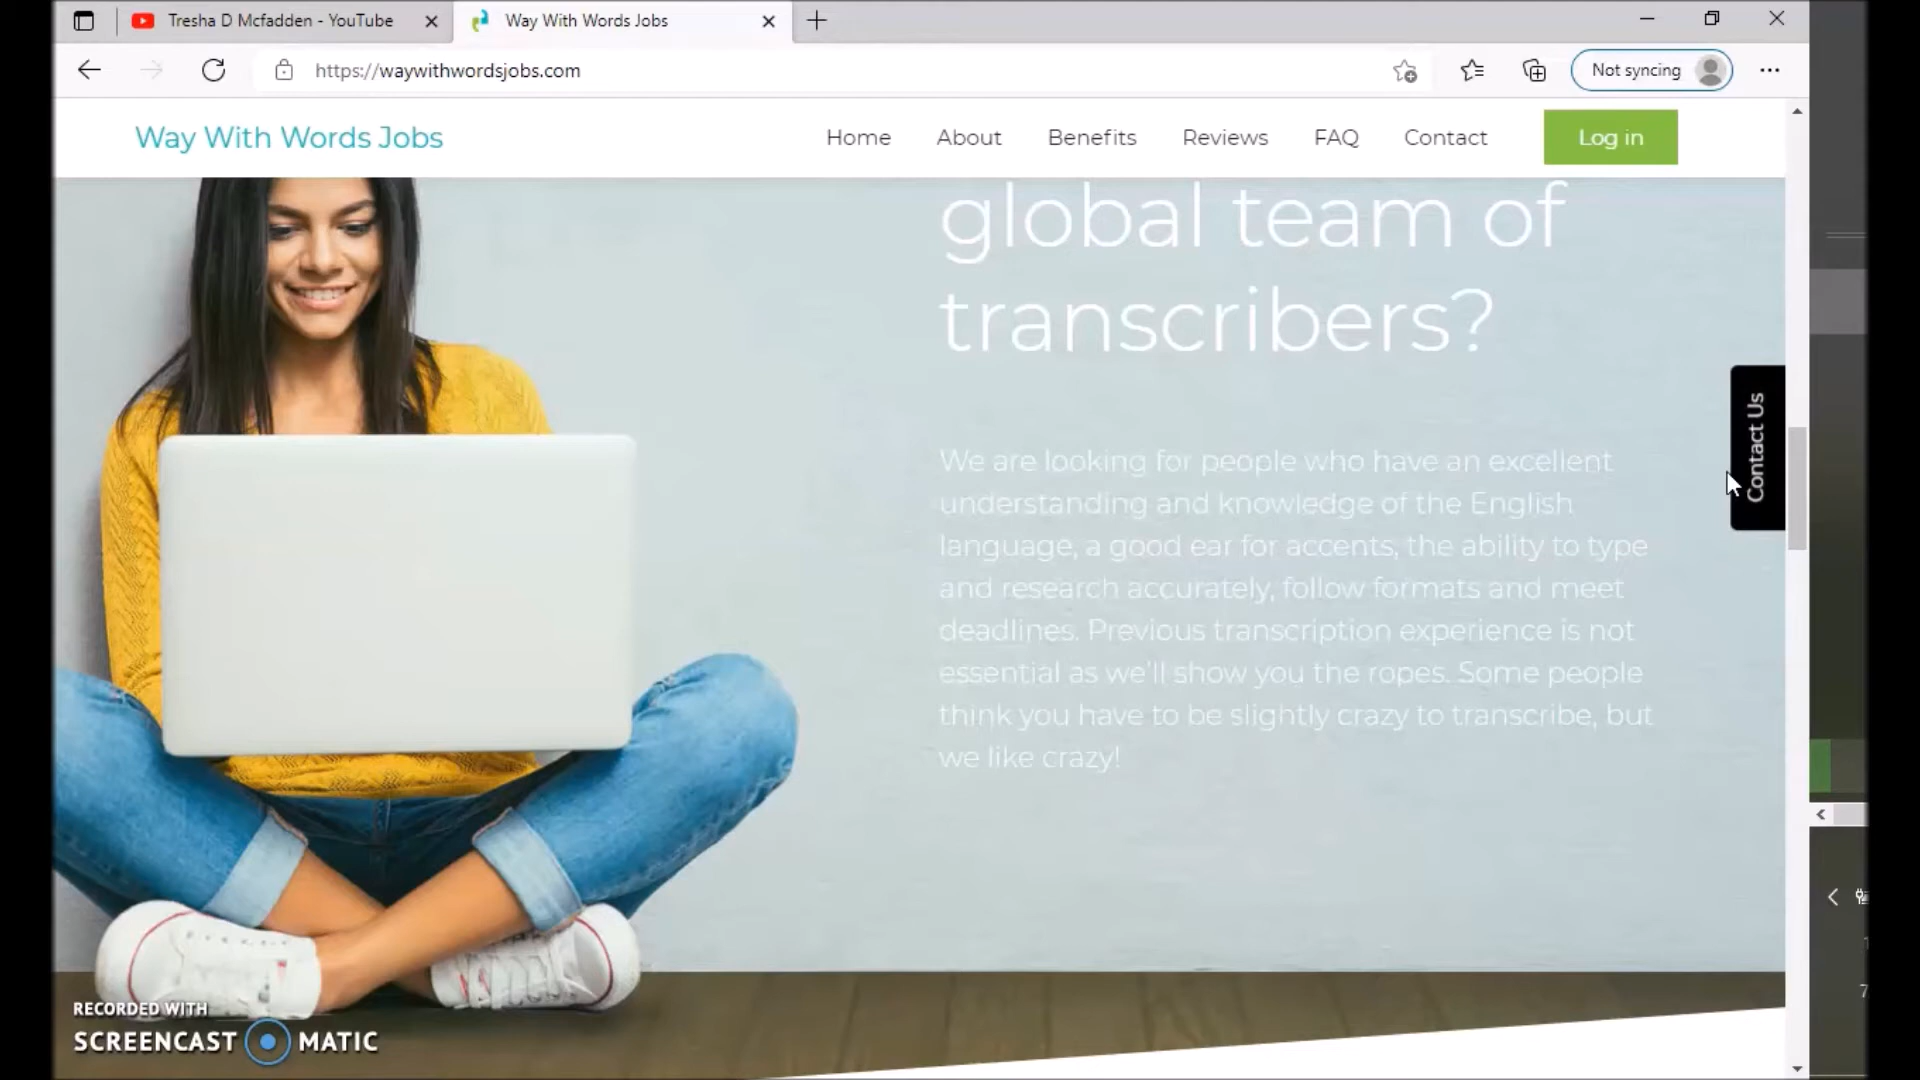 Tresha D Mcfadden - YouTube
Way With Words Jobs
https://waywithwordsjobs.com
Not syncing
Way With Words Jobs
Home
About
Benefits
Reviews
FAQ
Contact
Log in
global team of
transcribers?
Contact Us
We are looking for people who have an excellent
understanding and knowledge of the English
language, a good ear for accents, the ability to type
and research accurately, follow formats and meet
deadlines. Previous transcription experience is not
essential as we'll show you the ropes. Some people
think you have to be slightly crazy to transcribe, but
we like crazy!
RECORDED WITH
SCREENCAST MATIC